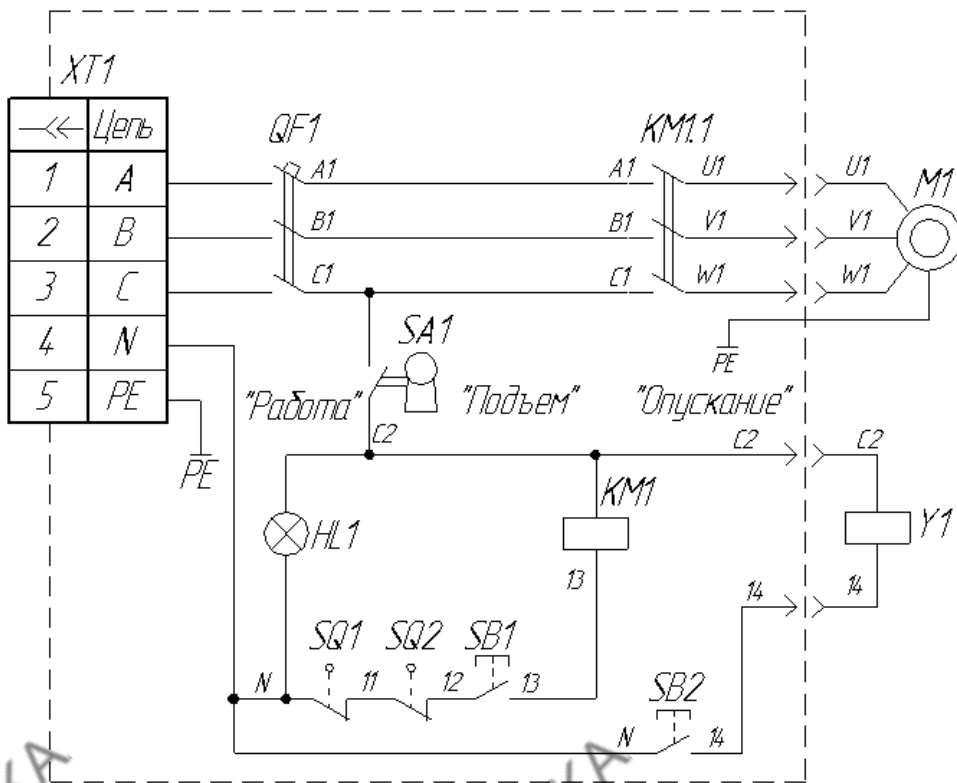 XT1
Цепь
1 A
2 B
3 C
4 N
5 PE
QF1
KM1.1
A1
A1
U1
U1
M1
B1
B1
V1
V1
C1
C1
W1
W1
PE
SA1
"Работа"
"Подъем"
"Опускание"
C2
C2
C2
PE
HL1
KM1
Y1
13
14
14
SQ1
SQ2
SB1
N
11
12
13
SB2
N
14